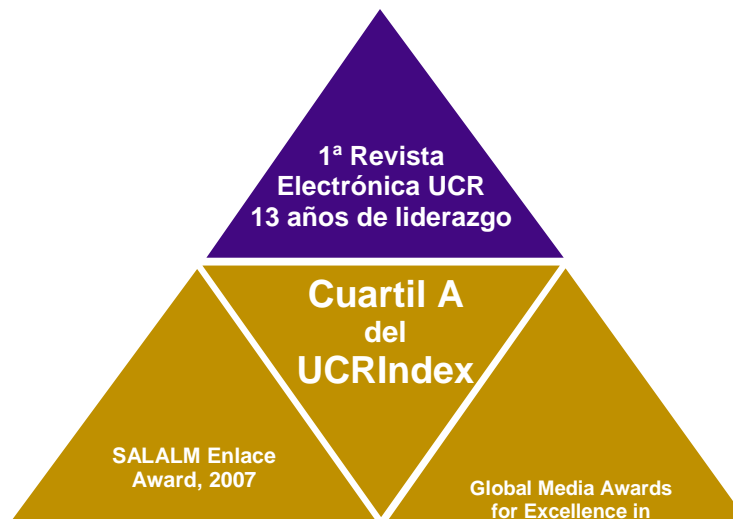 1ª Revista
Electrónica UCR
13 años de liderazgo
Cuartil A
del
UCRIndex
SALALM Enlace
Award, 2007
Global Media Awards
for Excellence in